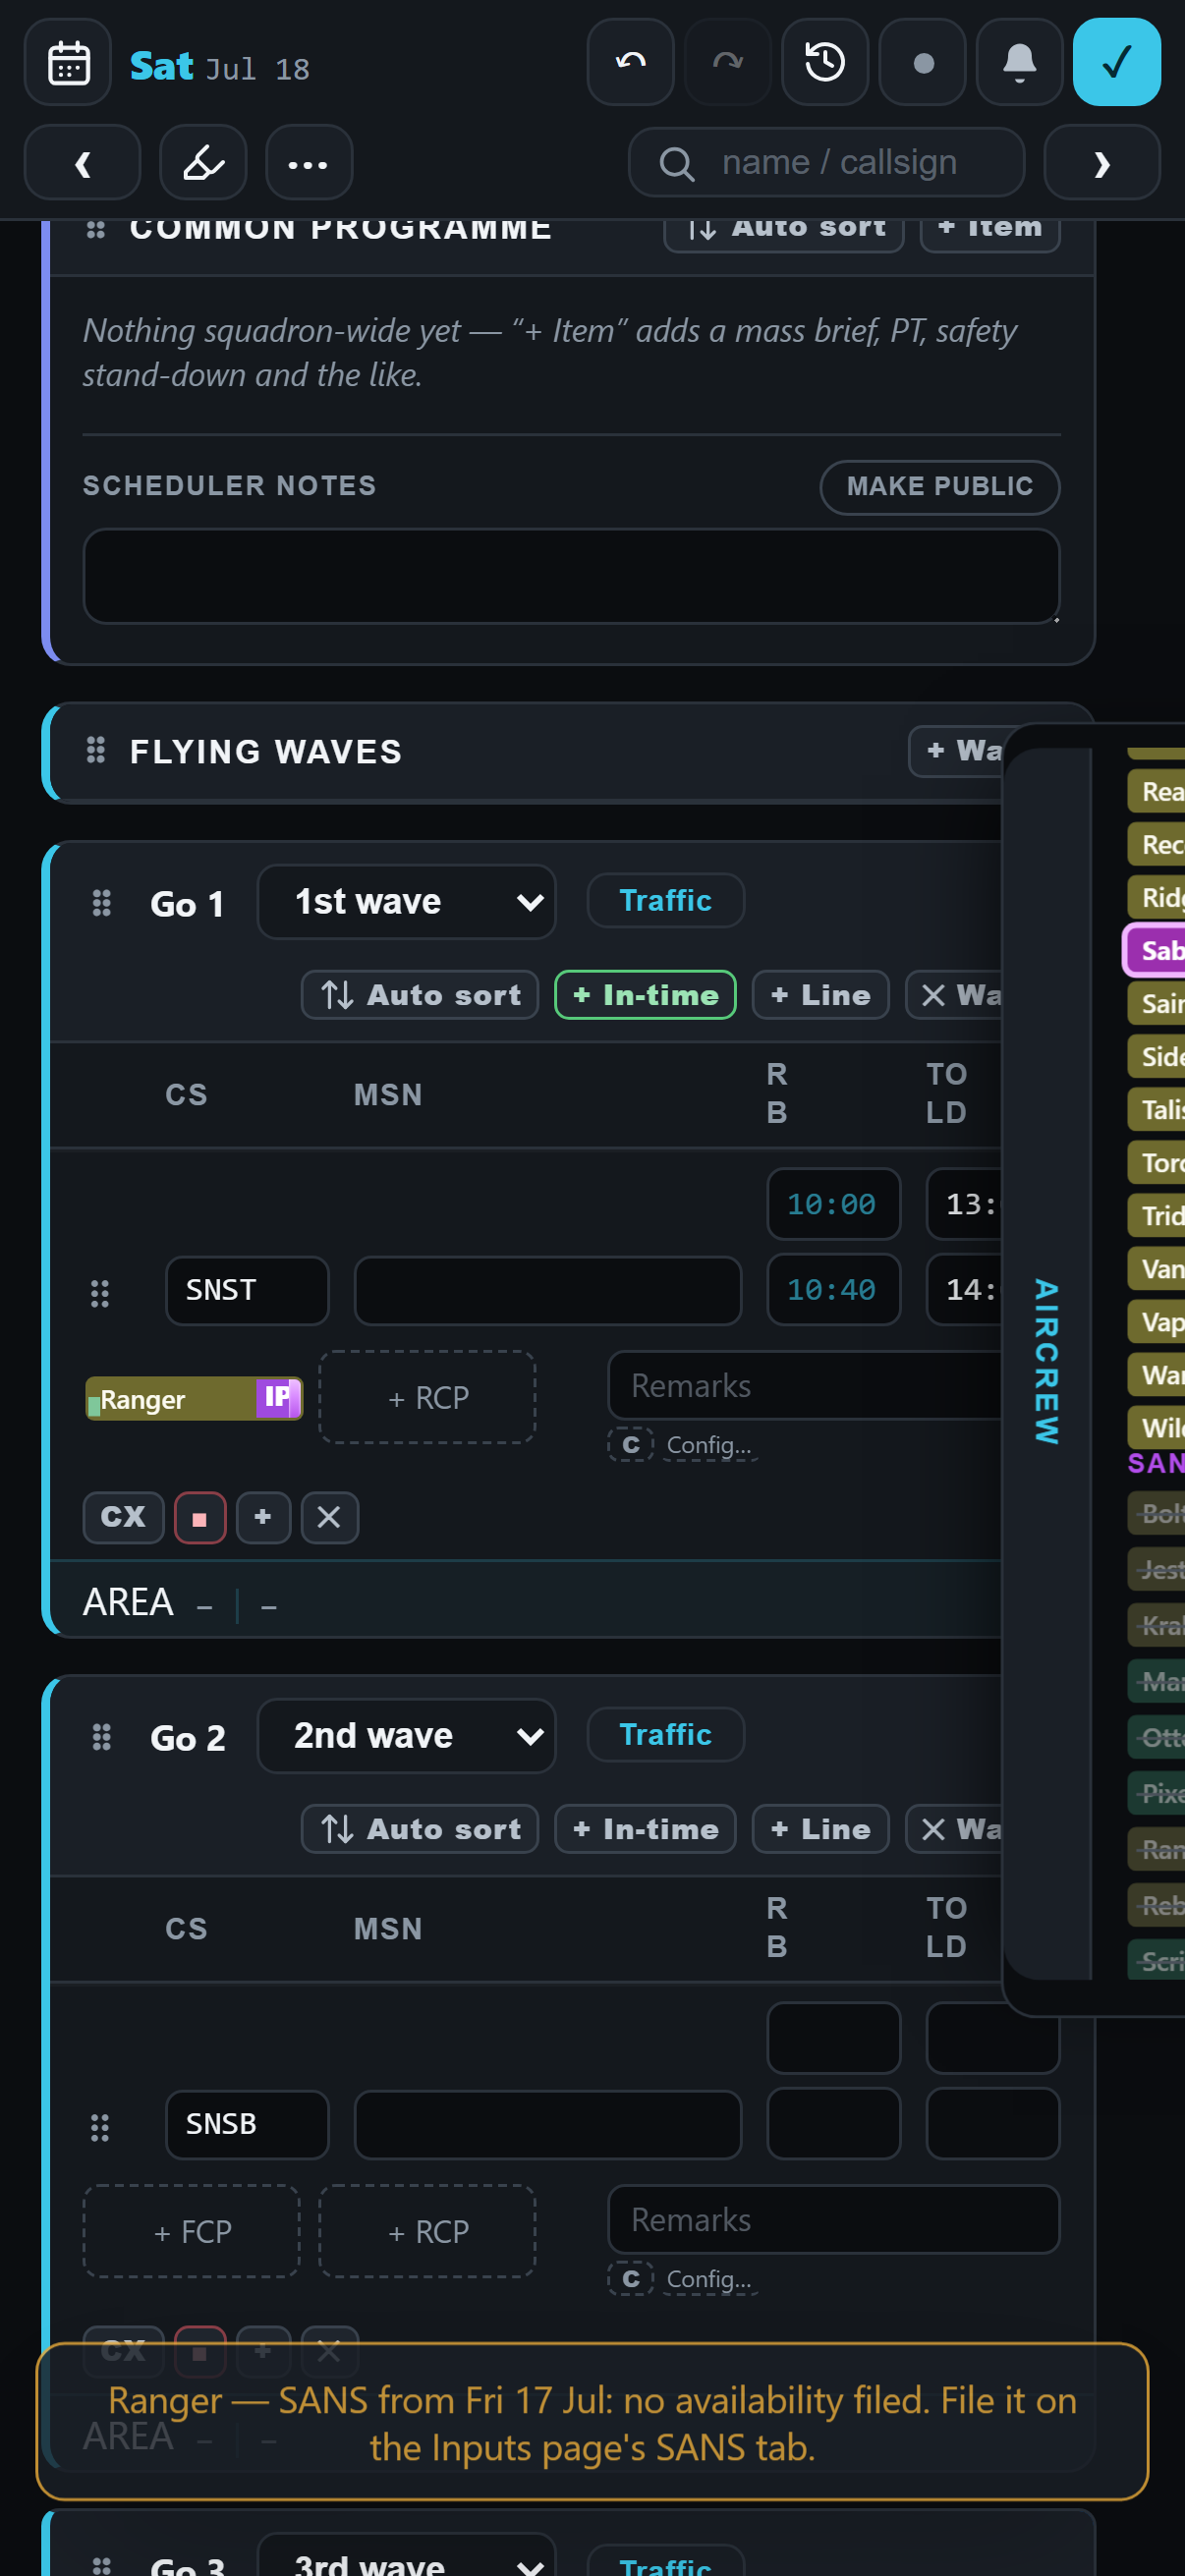 Sat Jul 18
name / callsign
COMMON PROGRAMME
Auto sort
+ Item
Nothing squadron-wide yet — “+ Item” adds a mass brief, PT, safety
stand-down and the like.
SCHEDULER NOTES
MAKE PUBLIC
FLYING WAVES
Go 1
1st wave
Traffic
Auto sort
+ In-time
+ Line
CS
MSN
R
B
TO
LD
10:00
SNST
10:40
Ranger
IP
+ RCP
Remarks
C
Config...
CX
+
AREA – | –
AIRCREW
Go 2
2nd wave
Traffic
Auto sort
+ In-time
+ Line
CS
MSN
R
B
TO
LD
SNSB
+ FCP
+ RCP
Remarks
C
Config...
CX
+
AREA – | –
Ranger — SANS from Fri 17 Jul: no availability filed. File it on
the Inputs page's SANS tab.
Go 3
3rd wave
Traffic